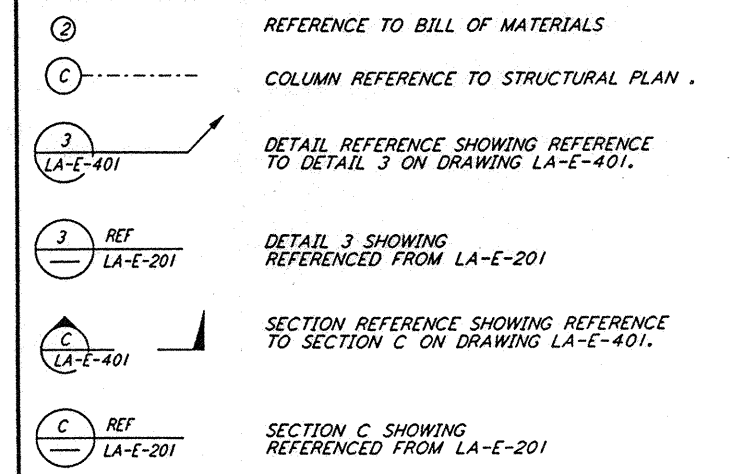 2 REFERENCE TO BILL OF MATERIALS
C COLUMN REFERENCE TO STRUCTURAL PLAN .
3
LA-E-401
DETAIL REFERENCE SHOWING REFERENCE
TO DETAIL 3 ON DRAWING LA-E-401.
3 REF
LA-E-201
DETAIL 3 SHOWING
REFERENCED FROM LA-E-201
C
LA-E-401
SECTION REFERENCE SHOWING REFERENCE
TO SECTION C ON DRAWING LA-E-401.
C REF
LA-E-201
SECTION C SHOWING
REFERENCED FROM LA-E-201